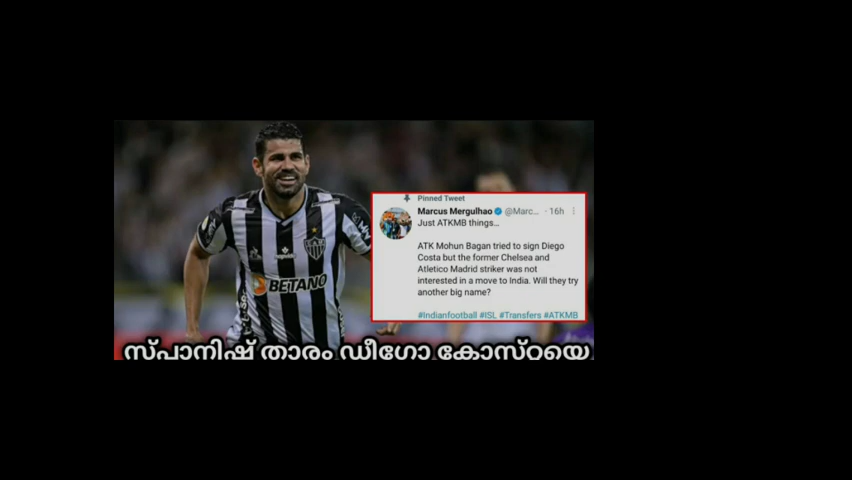 Pinned Tweet
Marcus Mergulhao @Marc... · 16h
Just ATKMB things...
ATK Mohun Bagan tried to sign Diego
Costa but the former Chelsea and
Atletico Madrid striker was not
interested in a move to India. Will they try
another big name?
#Indianfootball #ISL #Transfers #ATKMB
BETANO
സ്പാനിഷ് താരം ഡീഗോ കോസ്റ്റയെ